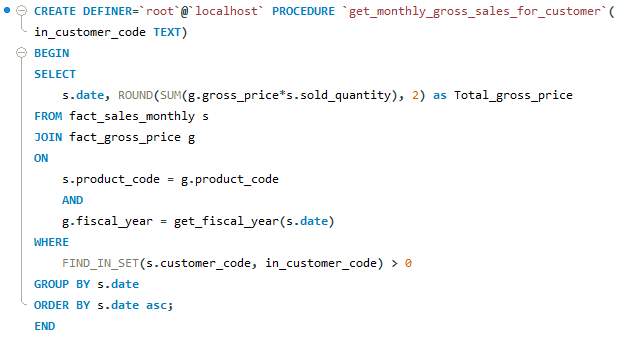 CREATE DEFINER=`root`@`localhost` PROCEDURE `get_monthly_gross_sales_for_customer`(
in_customer_code TEXT)
BEGIN
SELECT
s.date, ROUND(SUM(g.gross_price*s.sold_quantity), 2) as Total_gross_price
FROM fact_sales_monthly s
JOIN fact_gross_price g
ON
s.product_code = g.product_code
AND
g.fiscal_year = get_fiscal_year(s.date)
WHERE
FIND_IN_SET(s.customer_code, in_customer_code) > 0
GROUP BY s.date
ORDER BY s.date asc;
END